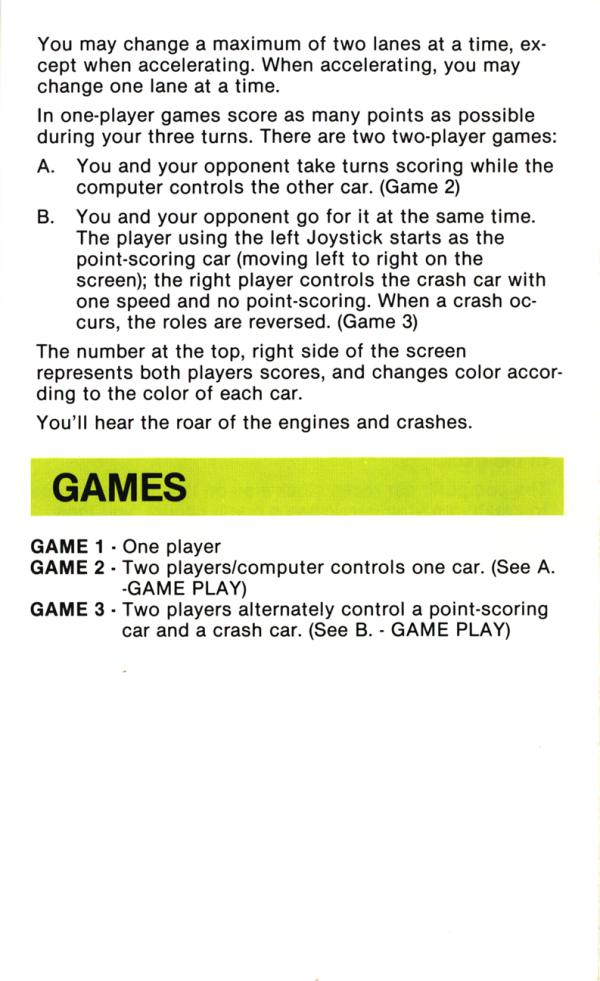 You may change a maximum of two lanes at a time, ex-
cept when accelerating. When accelerating, you may
change one lane at a time.
In one-player games score as many points as possible
during your three turns. There are two two-player games:
A. You and your opponent take turns scoring while the
computer controls the other car. (Game 2)
B. You and your opponent go for it at the same time.
The player using the left Joystick starts as the
point-scoring car (moving left to right on the
screen); the right player controls the crash car with
one speed and no point-scoring. When a crash oc-
curs, the roles are reversed. (Game 3)
The number at the top, right side of the screen
represents both players scores, and changes color accor-
ding to the color of each car.
You'll hear the roar of the engines and crashes.
GAMES
GAME 1 - One player
GAME 2 - Two players/computer controls one car. (See A.
-GAME PLAY)
GAME 3 - Two players alternately control a point-scoring
car and a crash car. (See B. - GAME PLAY)